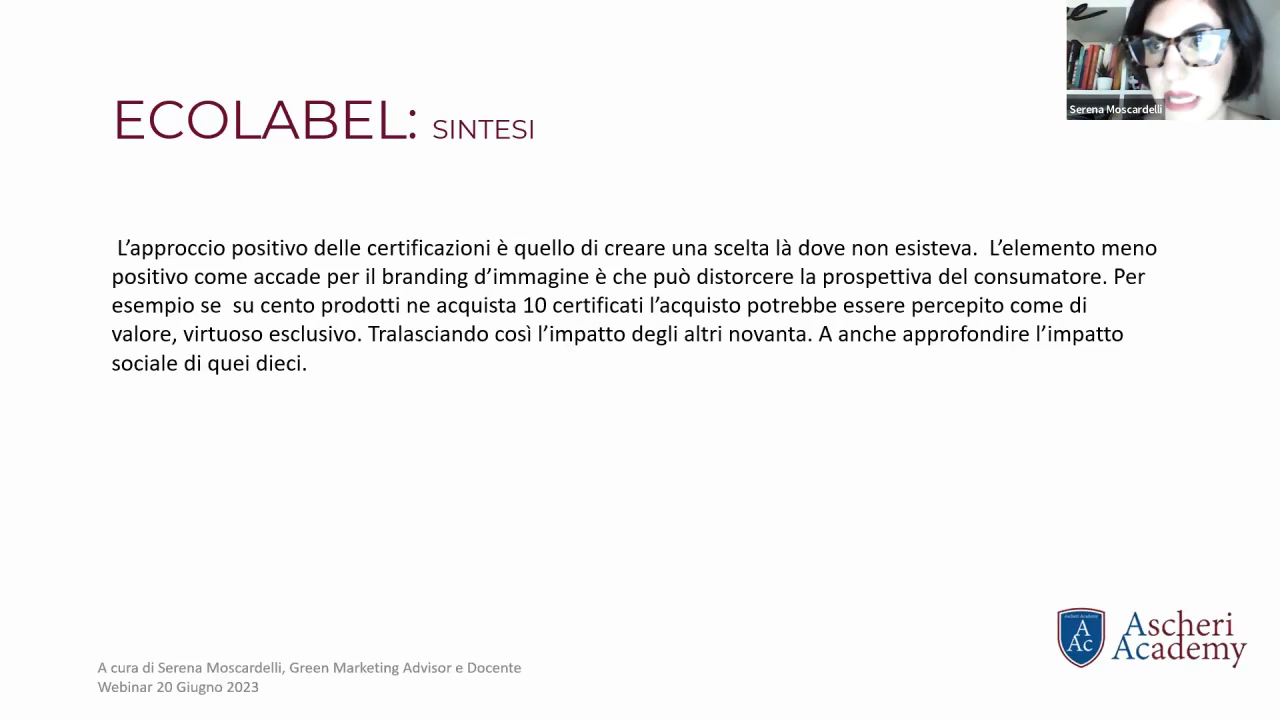 Serena Moscardelli
ECOLABEL: SINTESI
L’approccio positivo delle certificazioni è quello di creare una scelta là dove non esisteva.  L’elemento meno
positivo come accade per il branding d’immagine è che può distorcere la prospettiva del consumatore. Per
esempio se  su cento prodotti ne acquista 10 certificati l’acquisto potrebbe essere percepito come di
valore, virtuoso esclusivo. Tralasciando così l’impatto degli altri novanta. A anche approfondire l’impatto
sociale di quei dieci.
Ascheri Academy
A
Ac
Ascheri
Academy
A cura di Serena Moscardelli, Green Marketing Advisor e Docente
Webinar 20 Giugno 2023